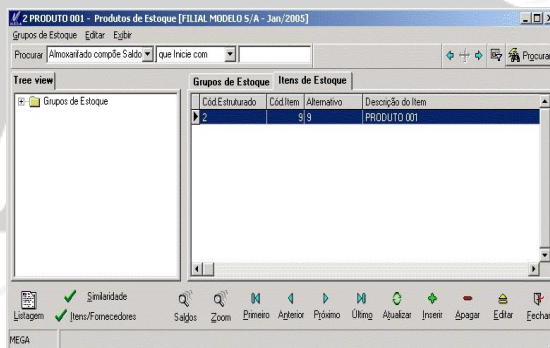 2 PRODUTO 001 - Produtos de Estoque [FILIAL MODELO S/A - Jan/2005]
Grupos de Estoque Editar Exibir
Procurar Almoxarifado compõe Saldo que Inicie com Procurar
Tree view Grupos de Estoque Itens de Estoque
Grupos de Estoque
Cód.Estruturado Cód.Item Alternativo Descrição do Item
2 9 9 PRODUTO 001
Similaridade
Itens/Fornecedores
Listagem Saldos Zoom Primeiro Anterior Próximo Último Atualizar Inserir Apagar Editar Fechar
MEGA